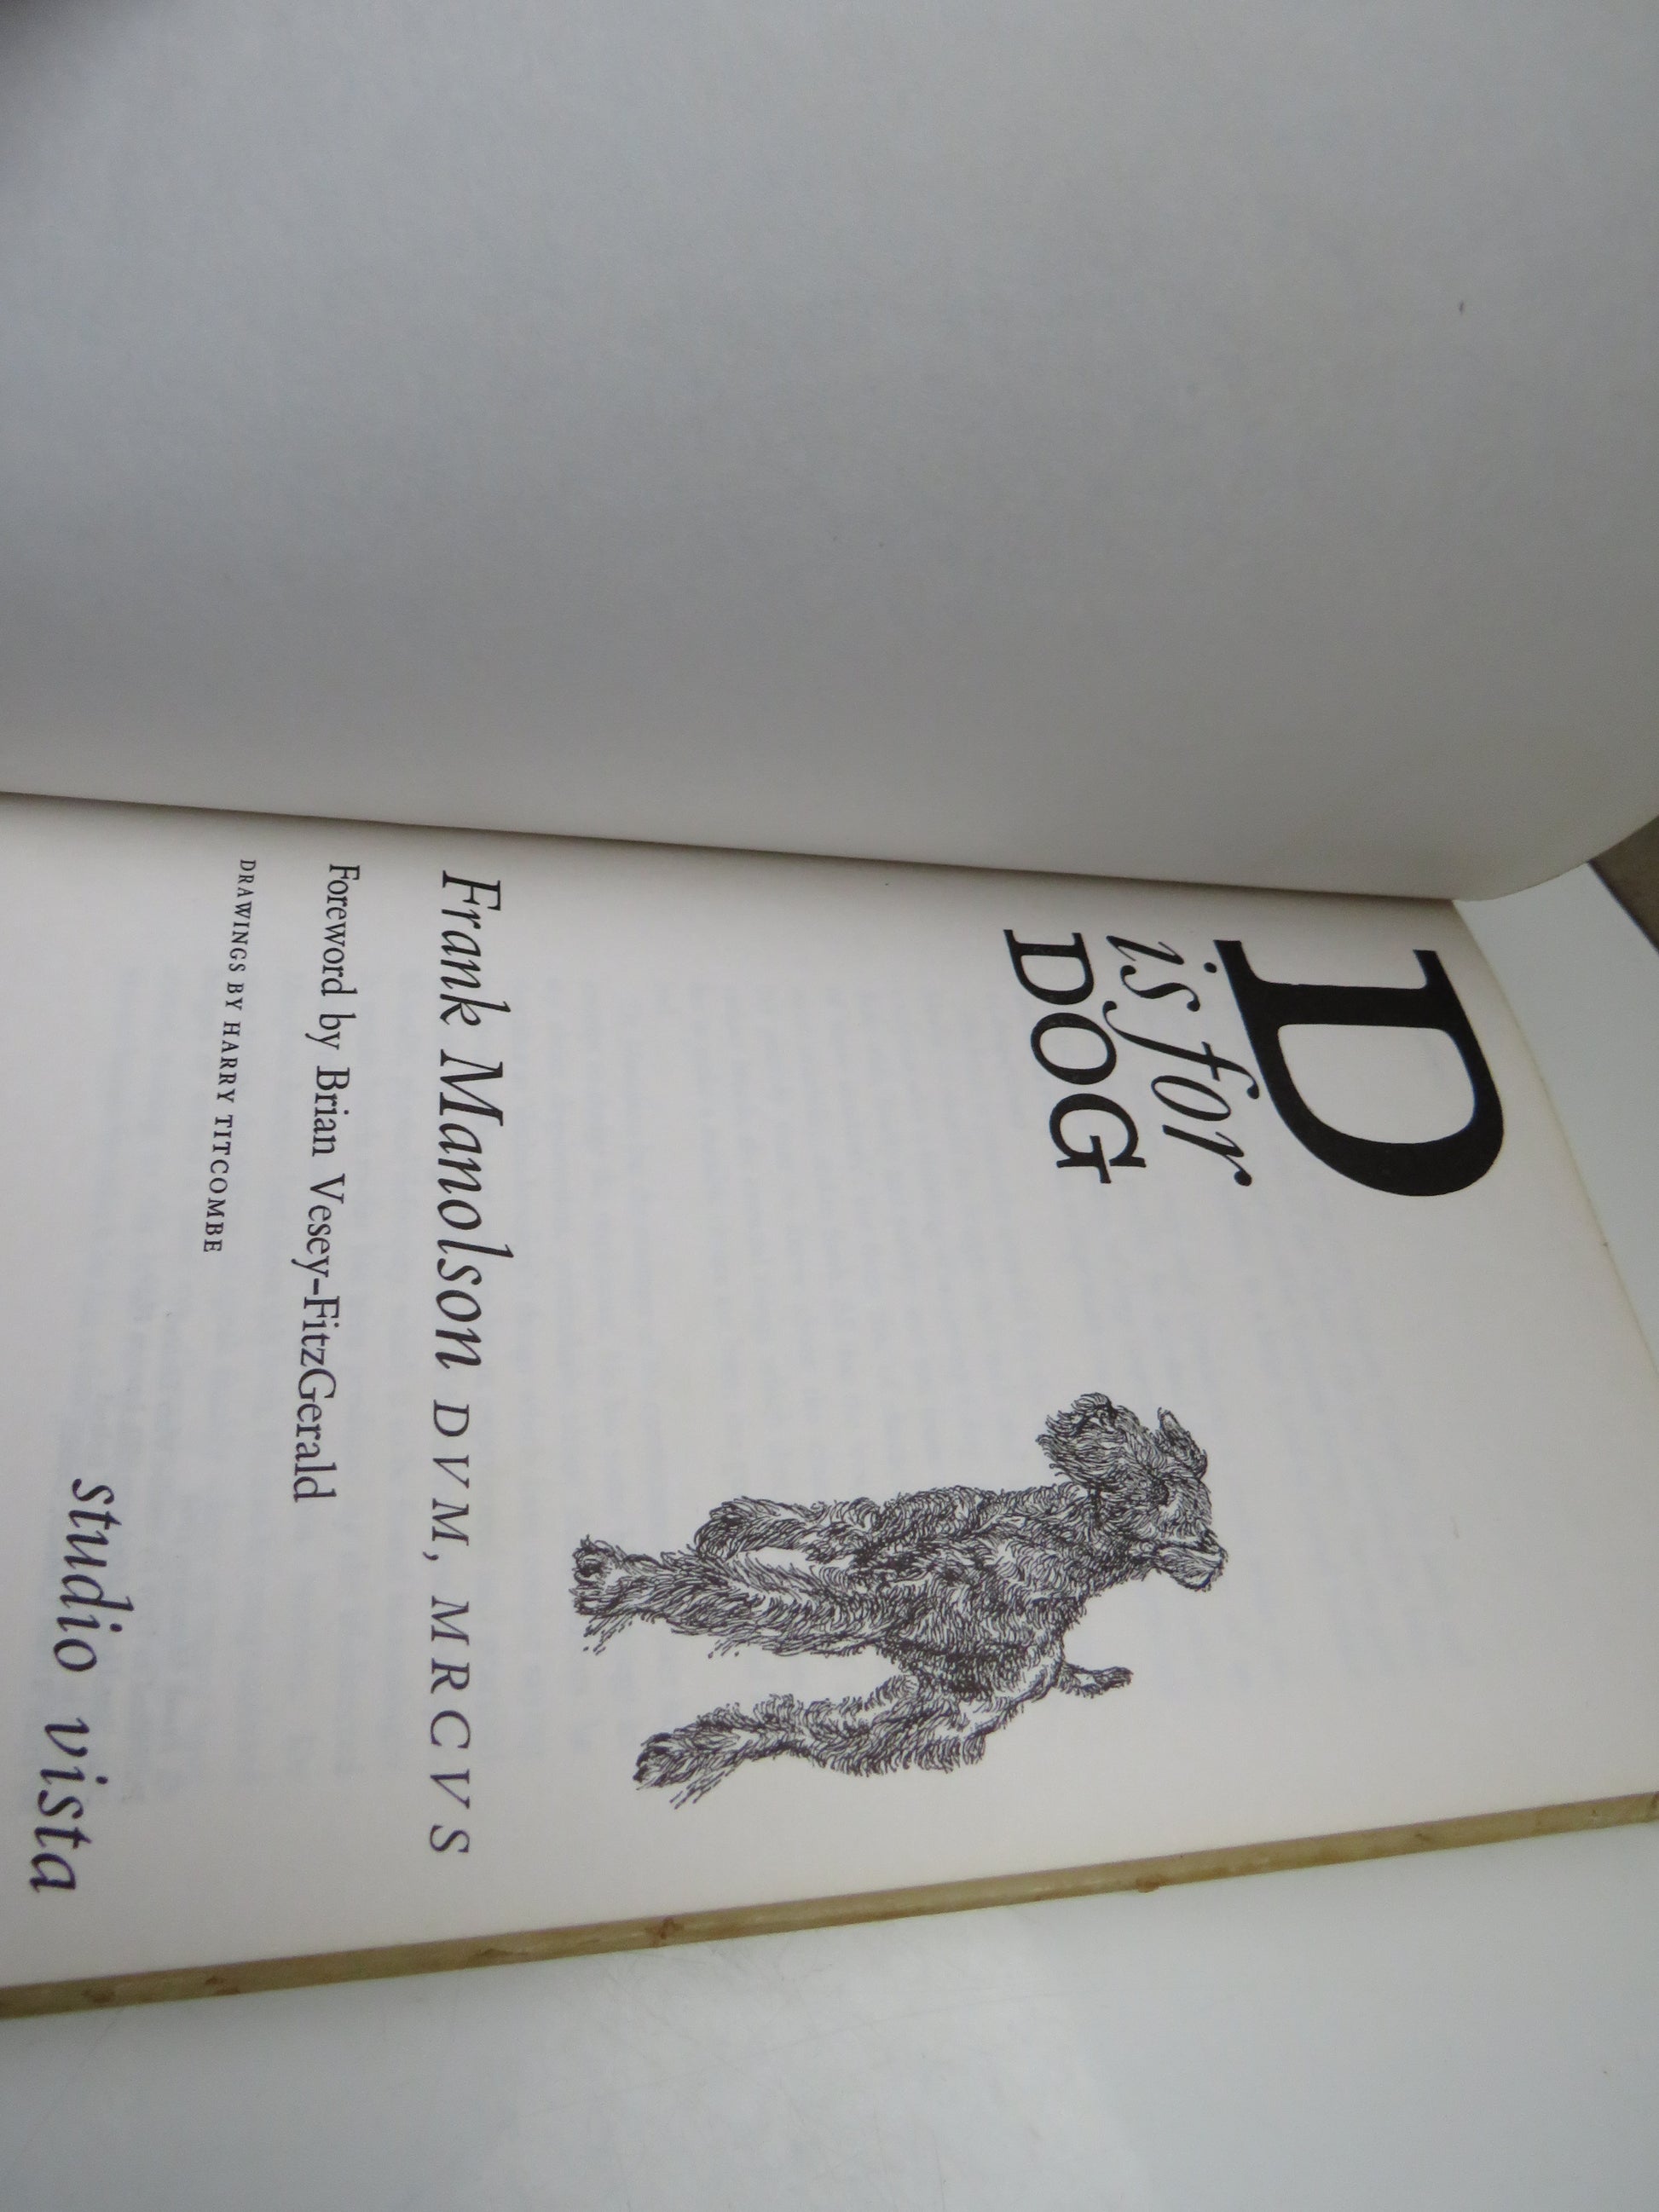 D
is for
DOG
Frank Manolson DVM, MRCVS
Foreword by Brian Vesey-FitzGerald
DRAWINGS BY HARRY TITCOMBE
studio vista